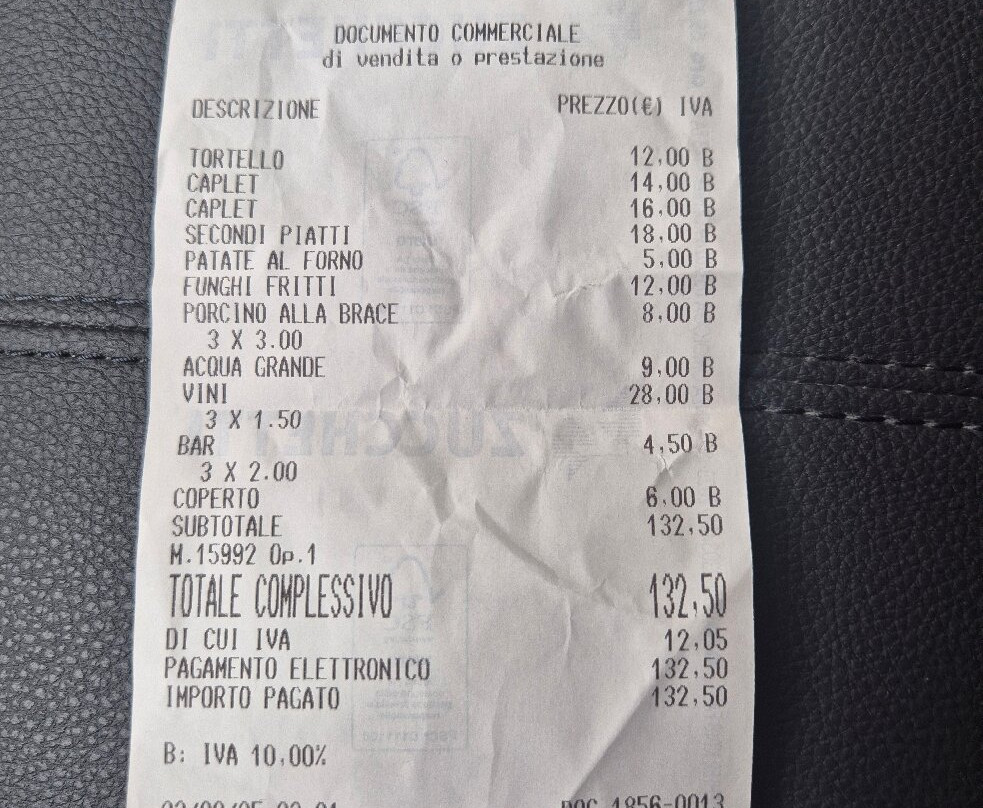 DOCUMENTO COMMERCIALE
di vendita o prestazione
DESCRIZIONE PREZZO(€) IVA
TORTELLO 12,00 B
CAPLET 14,00 B
CAPLET 16,00 B
SECONDI PIATTI 18,00 B
PATATE AL FORNO 5,00 B
FUNGHI FRITTI 12,00 B
PORCINO ALLA BRACE 8,00 B
3 X 3.00
ACQUA GRANDE 9,00 B
VINI 28,00 B
3 X 1.50
BAR 4,50 B
3 X 2.00
COPERTO 6,00 B
SUBTOTALE 132,50
M.15992 Op.1
TOTALE COMPLESSIVO 132,50
DI CUI IVA 12,05
PAGAMENTO ELETTRONICO 132,50
IMPORTO PAGATO 132,50
B: IVA 10,00%
DOC 1856-0013